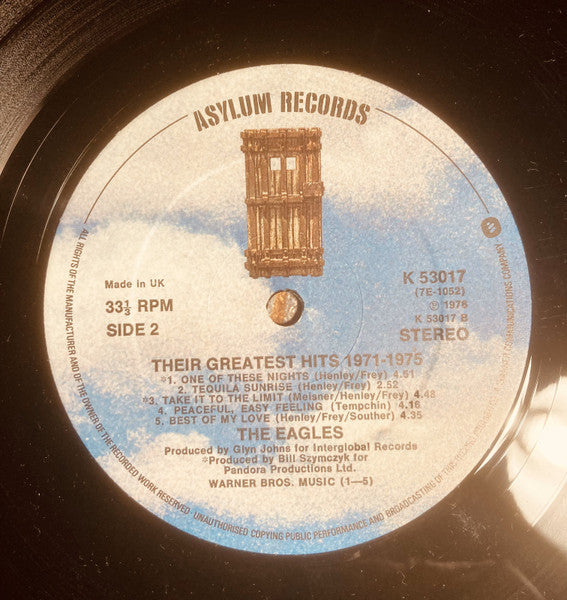 ASYLUM RECORDS
Made in UK
33⅓ RPM
SIDE 2
K 53017
(7E-1052)
℗ 1976
K 53017 B
STEREO
THEIR GREATEST HITS 1971-1975
*1. ONE OF THESE NIGHTS (Henley/Frey) 4.51
2. TEQUILA SUNRISE (Henley/Frey) 2.52
*3. TAKE IT TO THE LIMIT (Meisner/Henley/Frey) 4.48
4. PEACEFUL, EASY FEELING (Tempchin) 4.16
5. BEST OF MY LOVE (Henley/Frey/Souther) 4.35
THE EAGLES
Produced by Glyn Johns for Interglobal Records
*Produced by Bill Szymczyk for
Pandora Productions Ltd.
WARNER BROS. MUSIC (1—5)
ALL RIGHTS OF THE MANUFACTURER AND OF THE OWNER OF THE RECORDED WORK RESERVED · UNAUTHORISED COPYING PUBLIC PERFORMANCE AND BROADCASTING OF THIS COMMUNICATIONS COMPANY